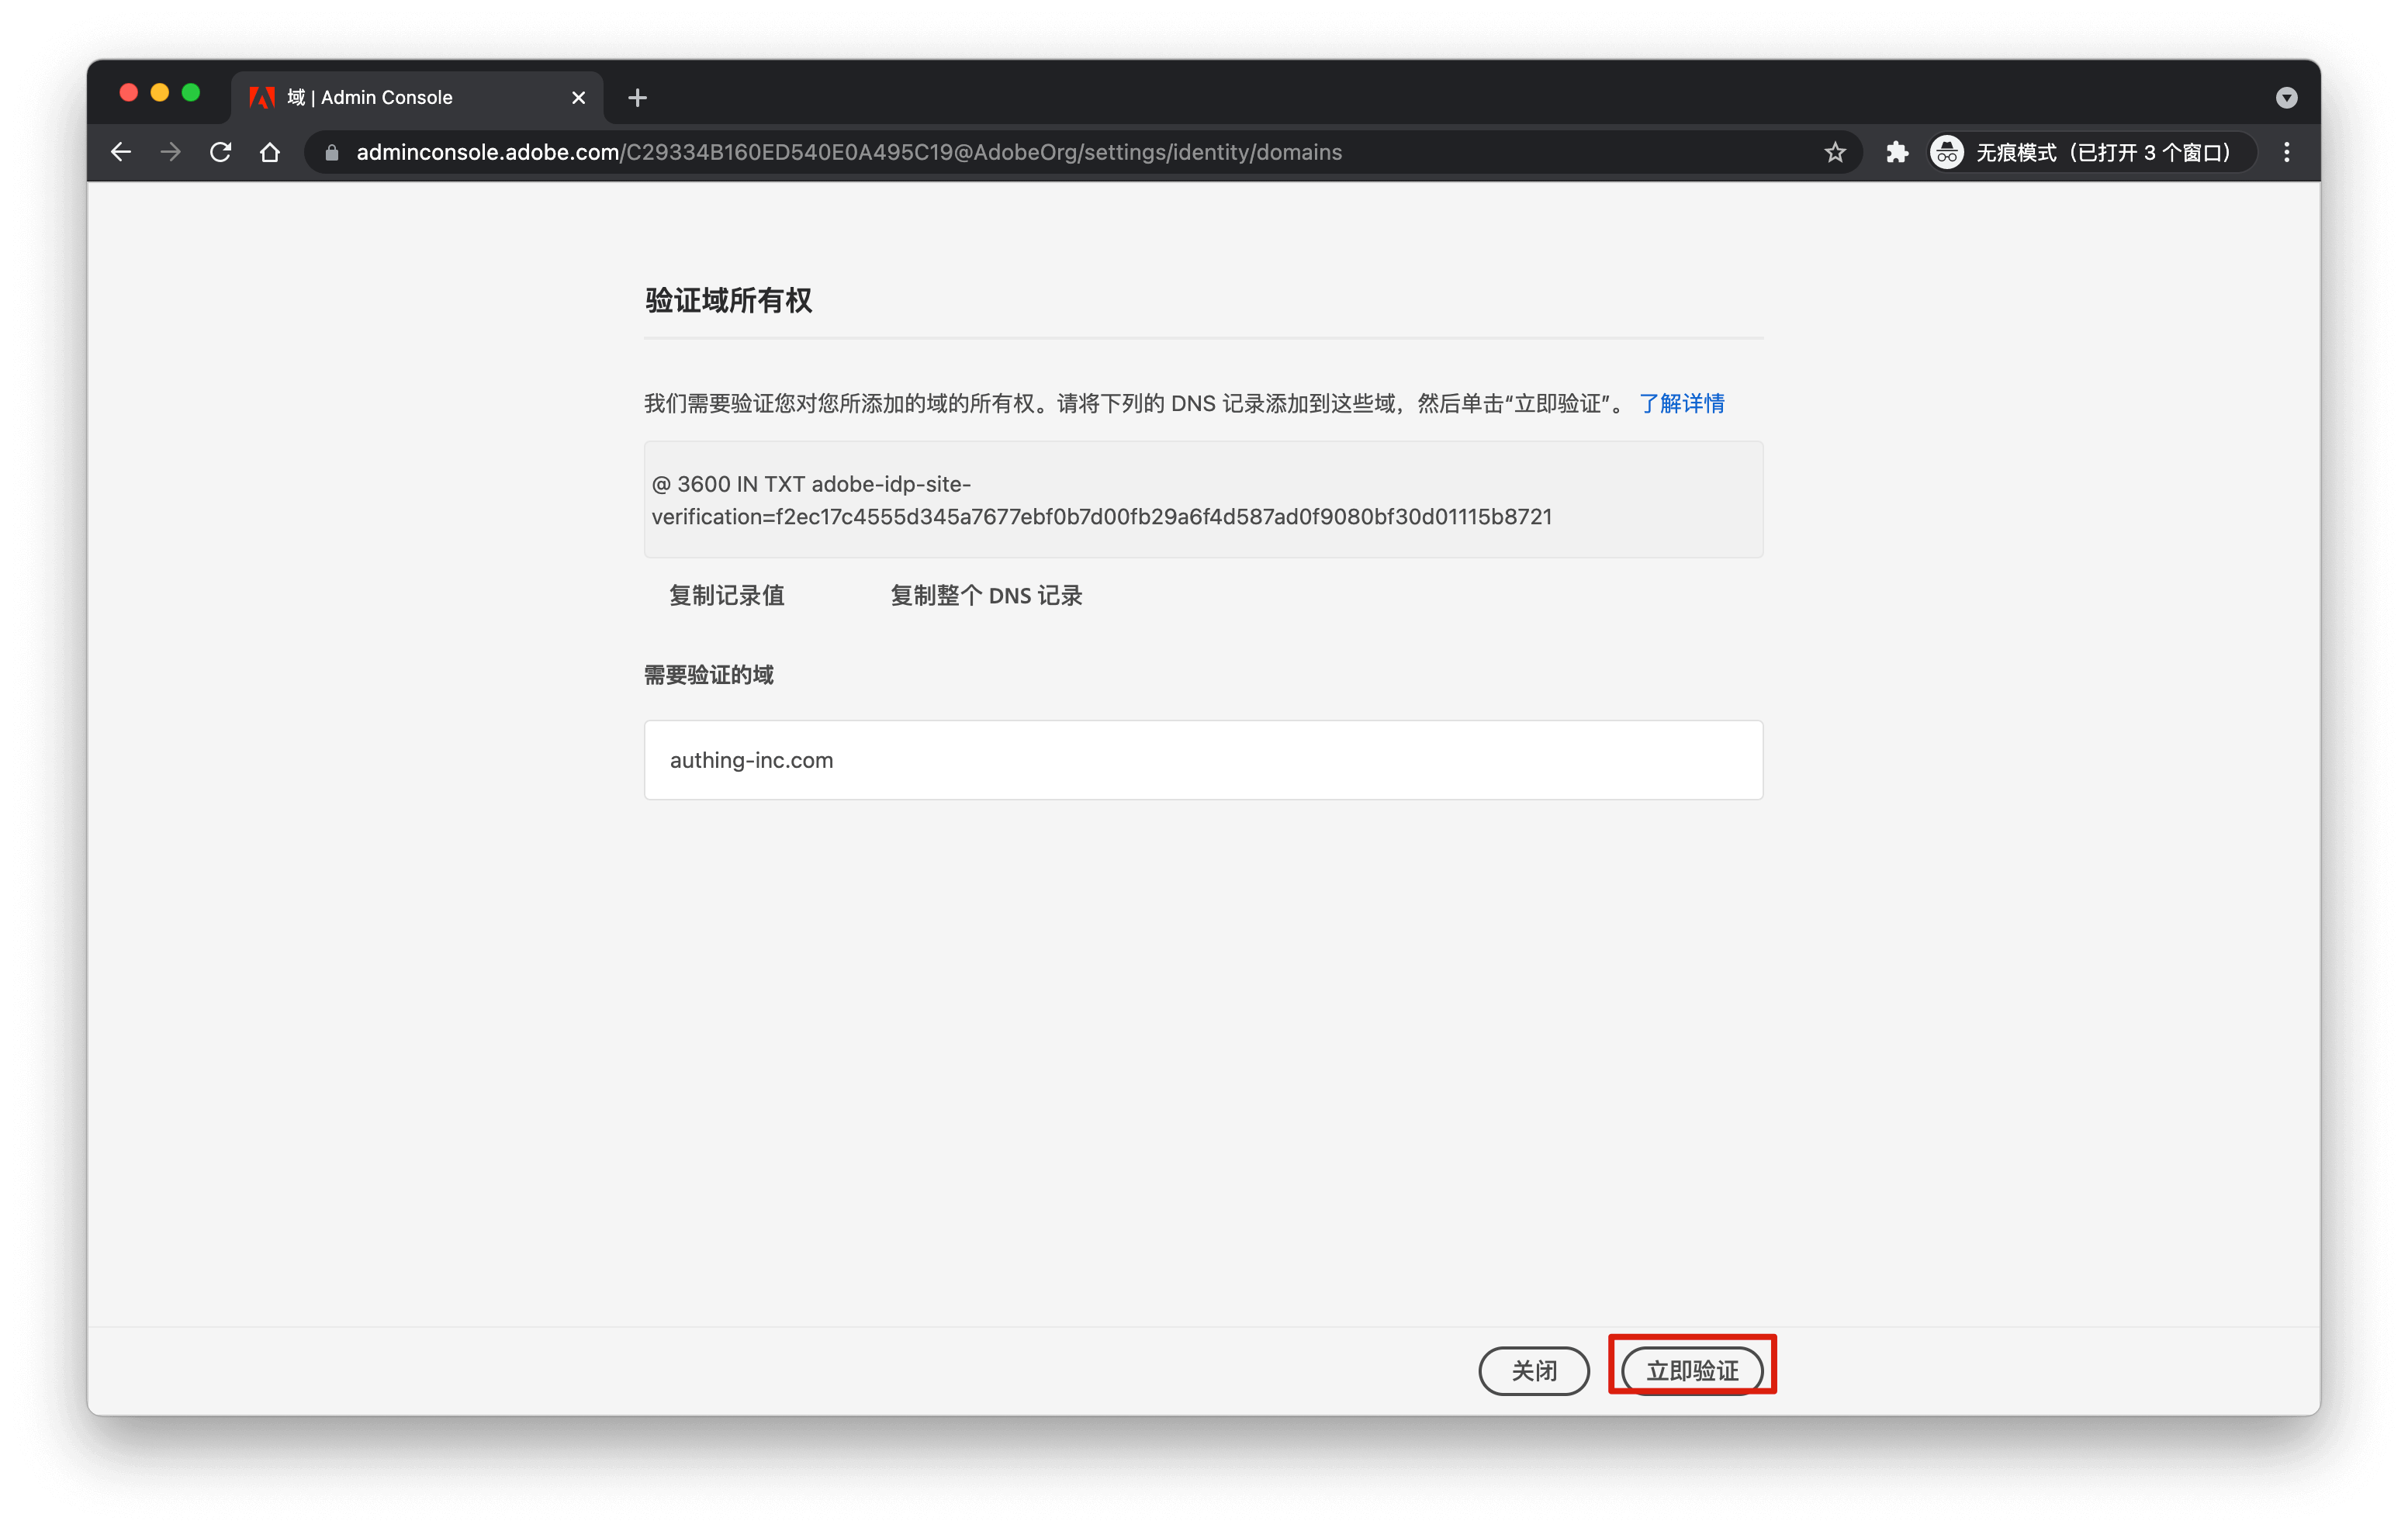 域 | Admin Console
adminconsole.adobe.com/C29334B160ED540E0A495C19@AdobeOrg/settings/identity/domains
无痕模式（已打开 3 个窗口）
验证域所有权
我们需要验证您对您所添加的域的所有权。请将下列的 DNS 记录添加到这些域，然后单击“立即验证”。 了解详情
@ 3600 IN TXT adobe-idp-site-
verification=f2ec17c4555d345a7677ebf0b7d00fb29a6f4d587ad0f9080bf30d01115b8721
复制记录值 复制整个 DNS 记录
需要验证的域
authing-inc.com
关闭 立即验证